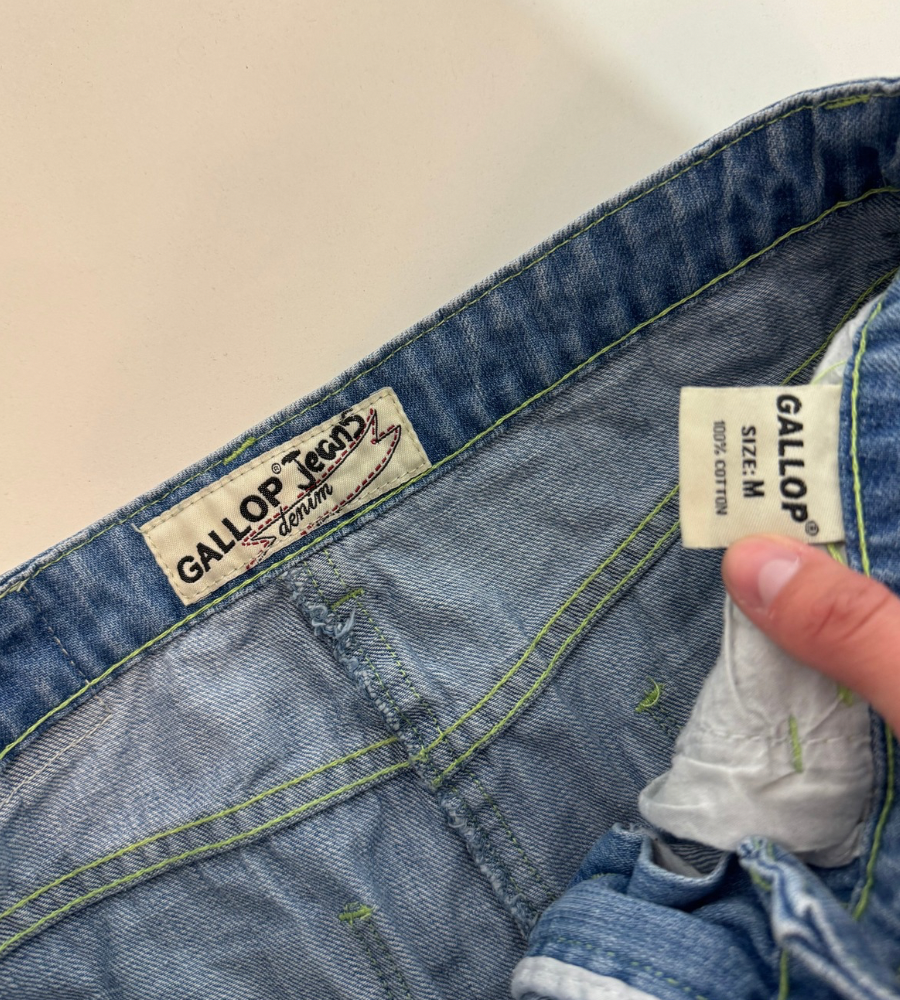 GALLOP® Jeans
denim
GALLOP®
SIZE: M
100% COTTON